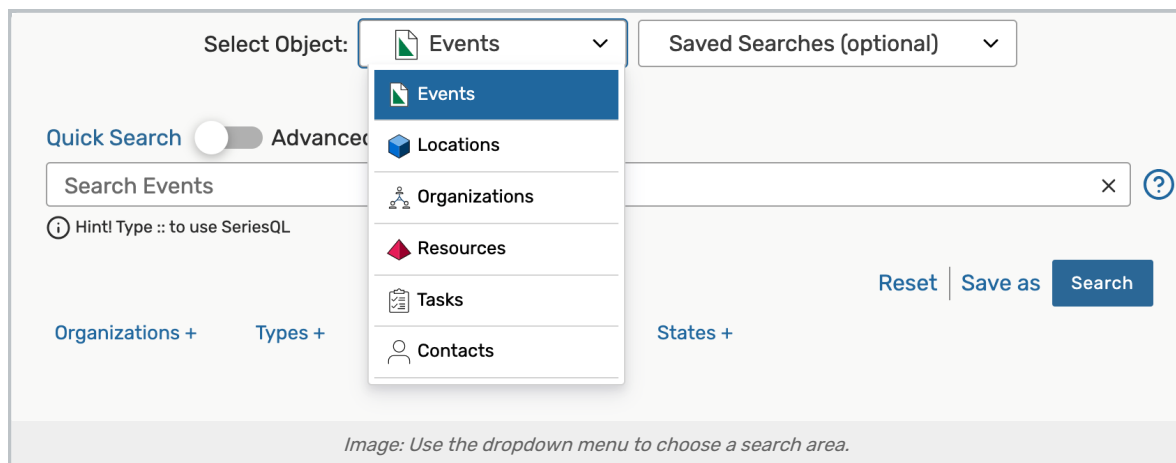 Select Object: Events Saved Searches (optional)
Events
Quick Search Advanced
Locations
Search Events
Organizations
Hint! Type :: to use SeriesQL
Resources
Reset Save as Search
Tasks
Organizations + Types + States +
Contacts
Image: Use the dropdown menu to choose a search area.